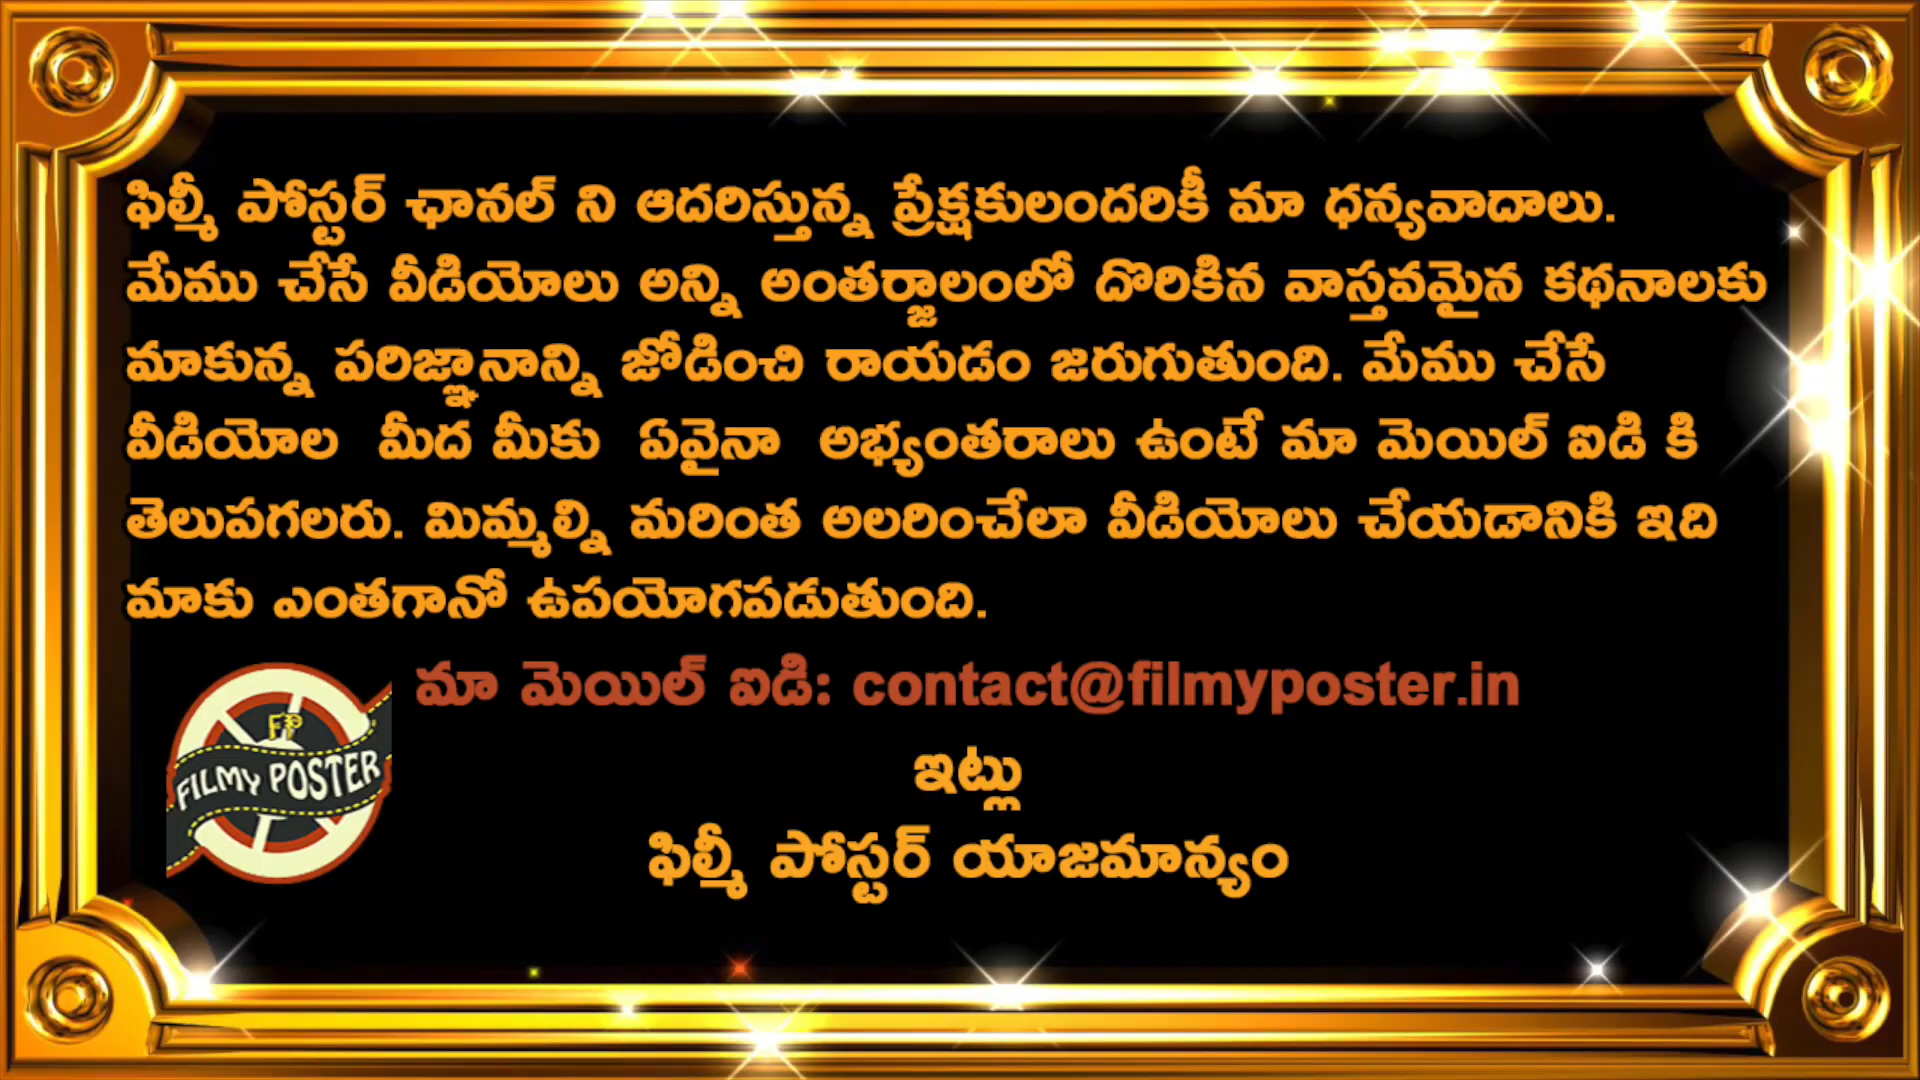 ఫిల్మీ పోస్టర్ ఛానల్ ని ఆదరిస్తున్న ప్రేక్షకులందరికీ మా ధన్యవాదాలు.
మేము చేసే వీడియోలు అన్ని అంతర్జాలంలో దొరికిన వాస్తవమైన కథనాలకు
మాకున్న పరిజ్ఞానాన్ని జోడించి రాయడం జరుగుతుంది. మేము చేసే
వీడియోల మీద మీకు ఏవైనా అభ్యంతరాలు ఉంటే మా మెయిల్ ఐడి కి
తెలుపగలరు. మిమ్మల్ని మరింత అలరించేలా వీడియోలు చేయడానికి ఇది
మాకు ఎంతగానో ఉపయోగపడుతుంది.
మా మెయిల్ ఐడి: contact@filmyposter.in
FP
FILMY POSTER
ఇట్లు
ఫిల్మీ పోస్టర్ యాజమాన్యం